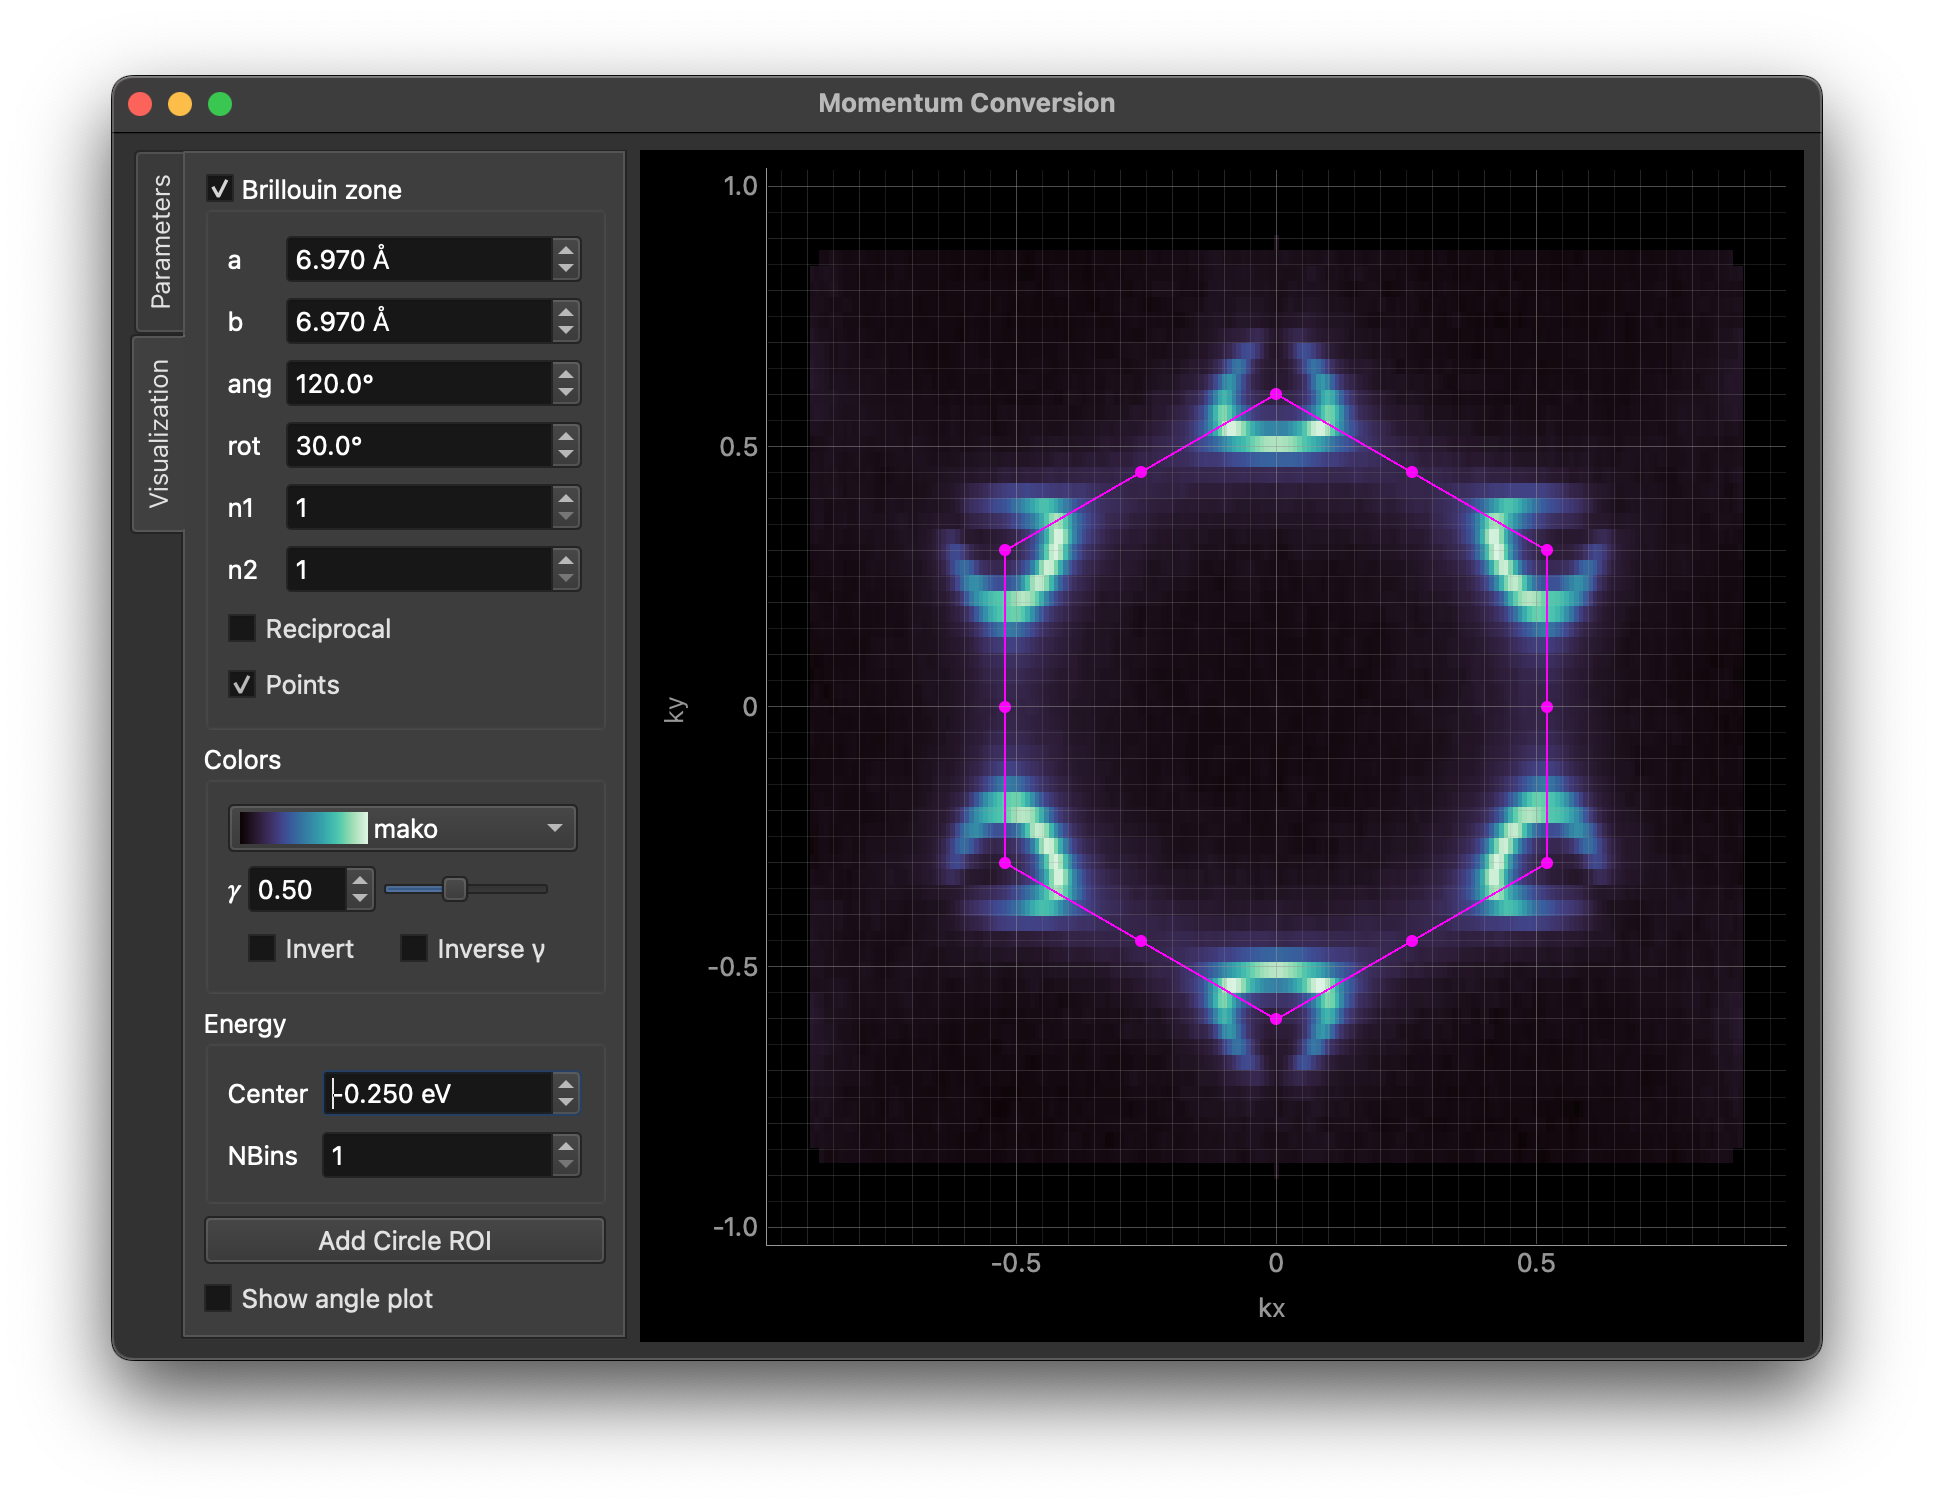 Momentum Conversion
Parameters
Visualization
Brillouin zone
a 6.970 Å
b 6.970 Å
ang 120.0°
rot 30.0°
n1 1
n2 1
Reciprocal
Points
Colors
mako
γ 0.50
Invert Inverse γ
Energy
Center -0.250 eV
NBins 1
Add Circle ROI
Show angle plot
1.0
0.5
0
-0.5
-1.0
ky
-0.5 0 0.5
kx